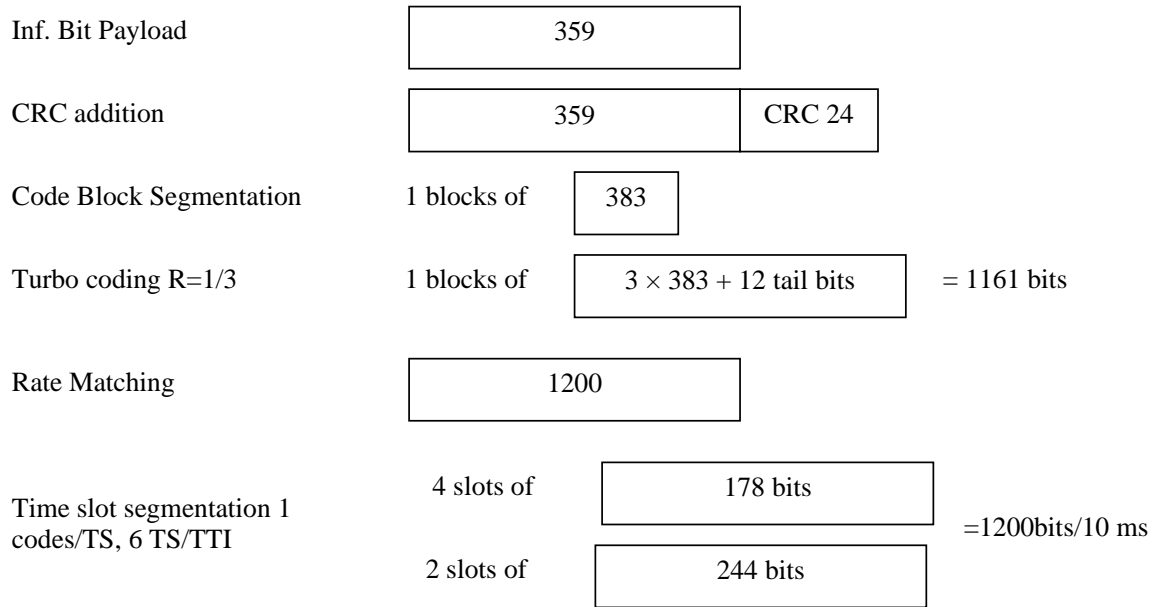 Inf. Bit Payload 359
CRC addition 359 CRC 24
Code Block Segmentation 1 blocks of 383
Turbo coding R=1/3 1 blocks of 3 × 383 + 12 tail bits = 1161 bits
Rate Matching 1200
4 slots of 178 bits
Time slot segmentation 1
codes/TS, 6 TS/TTI
=1200bits/10 ms
2 slots of 244 bits